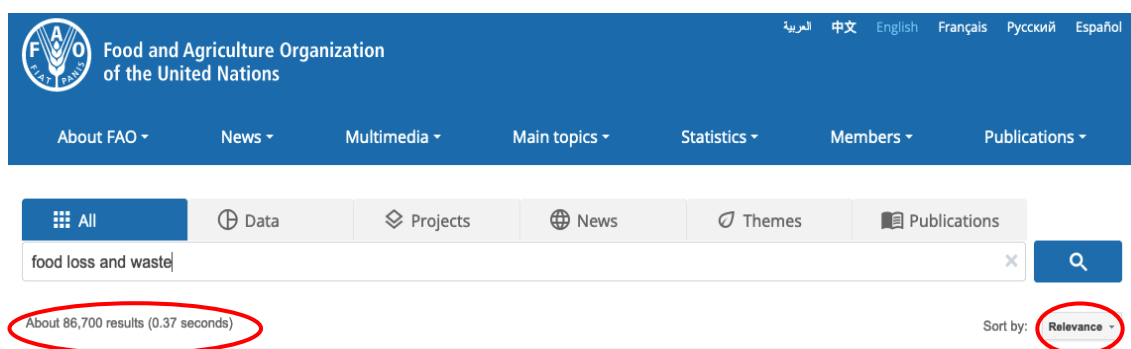 العربية 中文 English Français Русский Español
F A O
FIAT PANIS
Food and Agriculture Organization
of the United Nations
About FAO News Multimedia Main topics Statistics Members Publications
All Data Projects News Themes Publications
food loss and waste
About 86,700 results (0.37 seconds) Sort by: Relevance